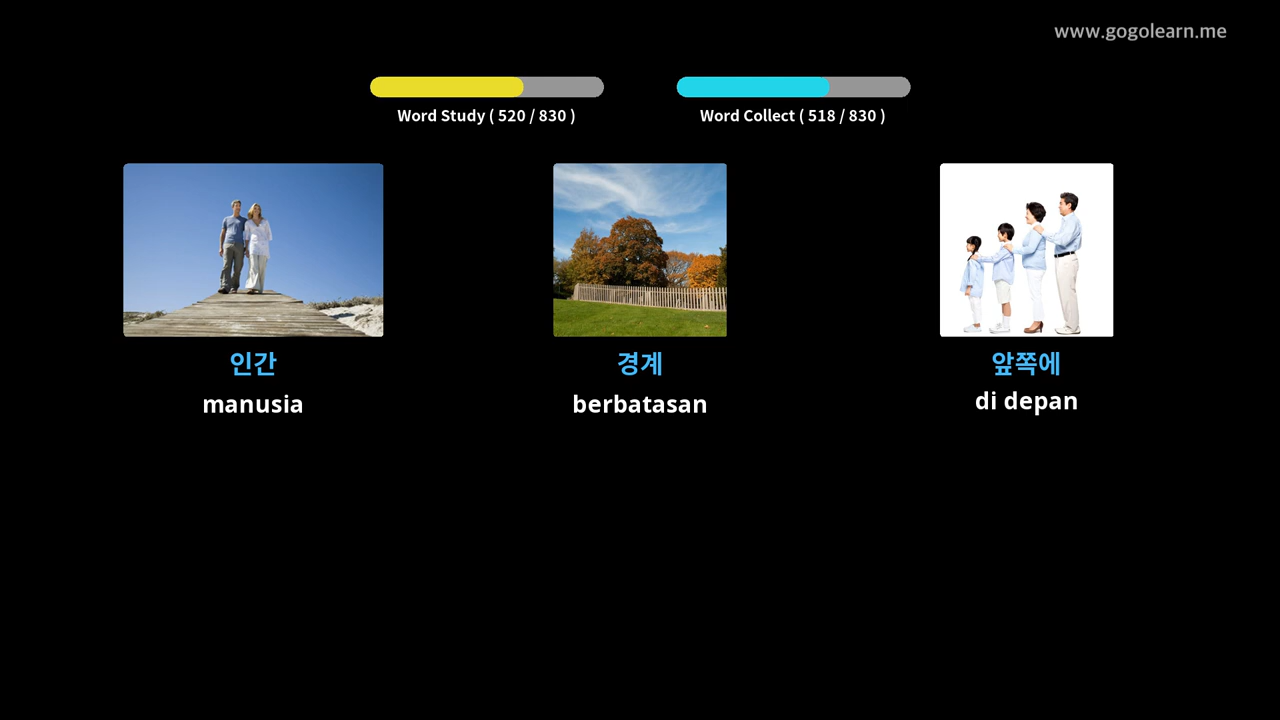 www.gogolearn.me
Word Study ( 520 / 830 )
Word Collect ( 518 / 830 )
인간
manusia
경계
berbatasan
앞쪽에
di depan